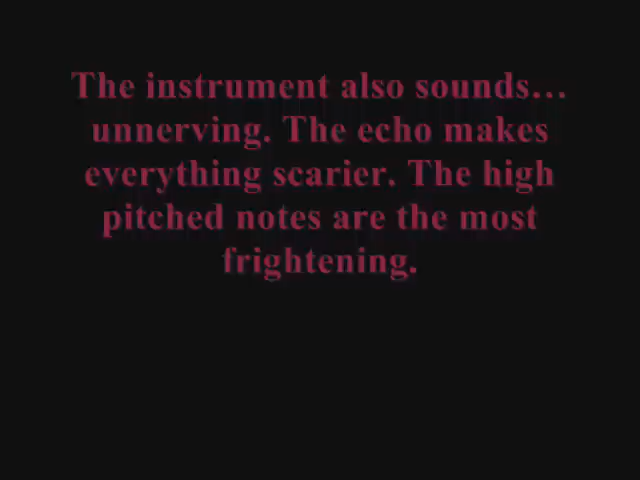 The instrument also sounds…
unnerving. The echo makes
everything scarier. The high
pitched notes are the most
frightening.